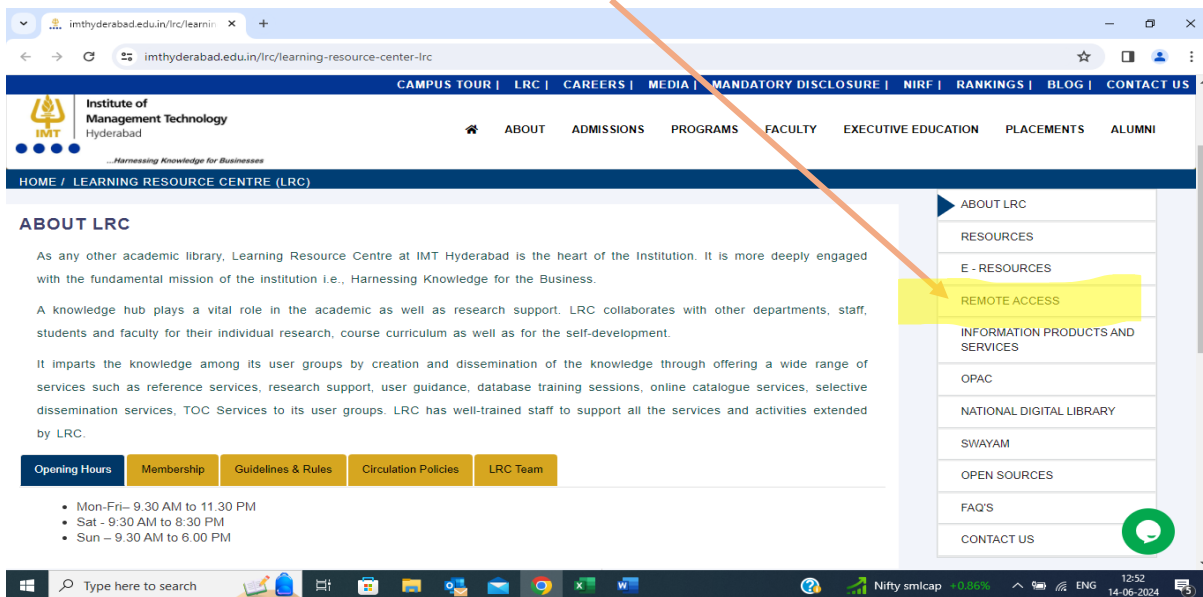 imthyderabad.edu.in/lrc/learnin
imthyderabad.edu.in/lrc/learning-resource-center-lrc
CAMPUS TOUR | LRC | CAREERS | MEDIA | MANDATORY DISCLOSURE | NIRF | RANKINGS | BLOG | CONTACT US
IMT
Institute of
Management Technology
Hyderabad
...Harnessing Knowledge for Businesses
ABOUT ADMISSIONS PROGRAMS FACULTY EXECUTIVE EDUCATION PLACEMENTS ALUMNI
HOME / LEARNING RESOURCE CENTRE (LRC)
ABOUT LRC
As any other academic library, Learning Resource Centre at IMT Hyderabad is the heart of the Institution. It is more deeply engaged
with the fundamental mission of the institution i.e., Harnessing Knowledge for the Business.
A knowledge hub plays a vital role in the academic as well as research support. LRC collaborates with other departments, staff,
students and faculty for their individual research, course curriculum as well as for the self-development.
It imparts the knowledge among its user groups by creation and dissemination of the knowledge through offering a wide range of
services such as reference services, research support, user guidance, database training sessions, online catalogue services, selective
dissemination services, TOC Services to its user groups. LRC has well-trained staff to support all the services and activities extended
by LRC.
Opening Hours Membership Guidelines & Rules Circulation Policies LRC Team
• Mon-Fri– 9.30 AM to 11.30 PM
• Sat - 9:30 AM to 8:30 PM
• Sun – 9.30 AM to 6.00 PM
ABOUT LRC
RESOURCES
E - RESOURCES
REMOTE ACCESS
INFORMATION PRODUCTS AND
SERVICES
OPAC
NATIONAL DIGITAL LIBRARY
SWAYAM
OPEN SOURCES
FAQ'S
CONTACT US
Type here to search
Nifty smlcap +0.86%
ENG
12:52
14-06-2024
5